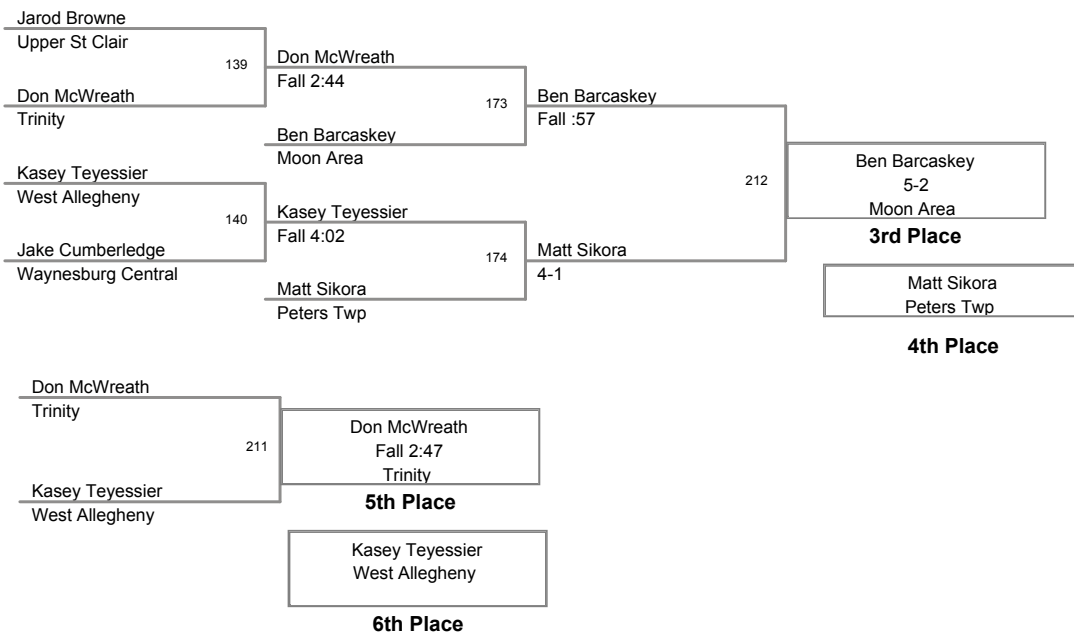 Jarod Browne
Upper St Clair
139
Don McWreath
Fall 2:44
Don McWreath
Trinity
173
Ben Barcaskey
Fall :57
Ben Barcaskey
Moon Area
Kasey Teyessier
West Allegheny
212
Ben Barcaskey
5-2
Moon Area
3rd Place
140
Kasey Teyessier
Fall 4:02
Jake Cumberledge
Waynesburg Central
174
Matt Sikora
4-1
Matt Sikora
Peters Twp
Matt Sikora
Peters Twp
4th Place
Don McWreath
Trinity
211
Don McWreath
Fall 2:47
Trinity
5th Place
Kasey Teyessier
West Allegheny
Kasey Teyessier
West Allegheny
6th Place